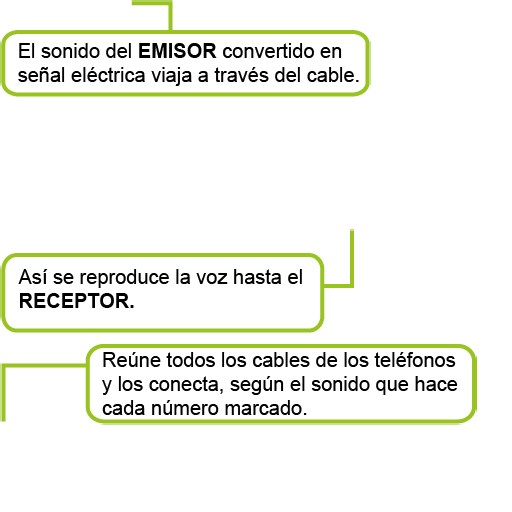 El sonido del EMISOR convertido en
señal eléctrica viaja a través del cable.
Así se reproduce la voz hasta el
RECEPTOR.
Reúne todos los cables de los teléfonos
y los conecta, según el sonido que hace
cada número marcado.